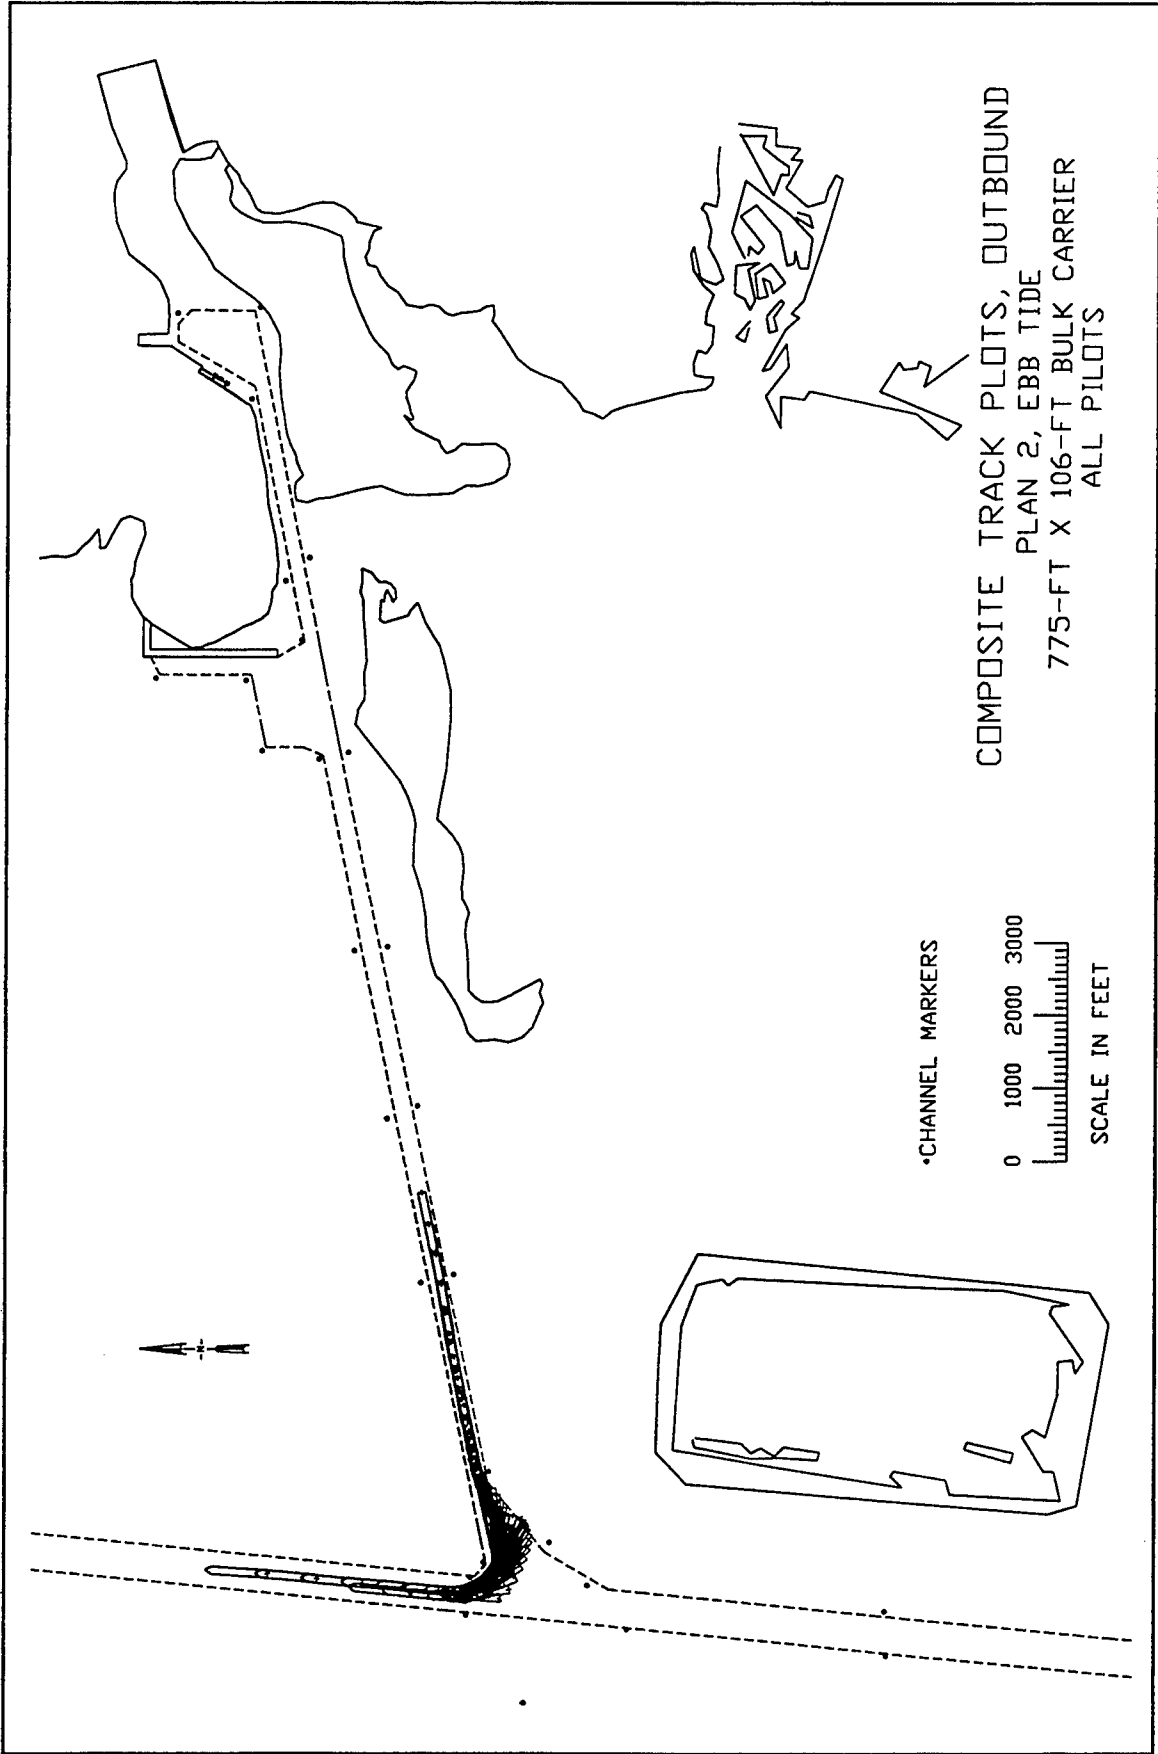 N
COMPOSITE TRACK PLOTS, OUTBOUND
PLAN 2, EBB TIDE
775-FT X 106-FT BULK CARRIER
ALL PILOTS
•CHANNEL MARKERS
0 1000 2000 3000
SCALE IN FEET